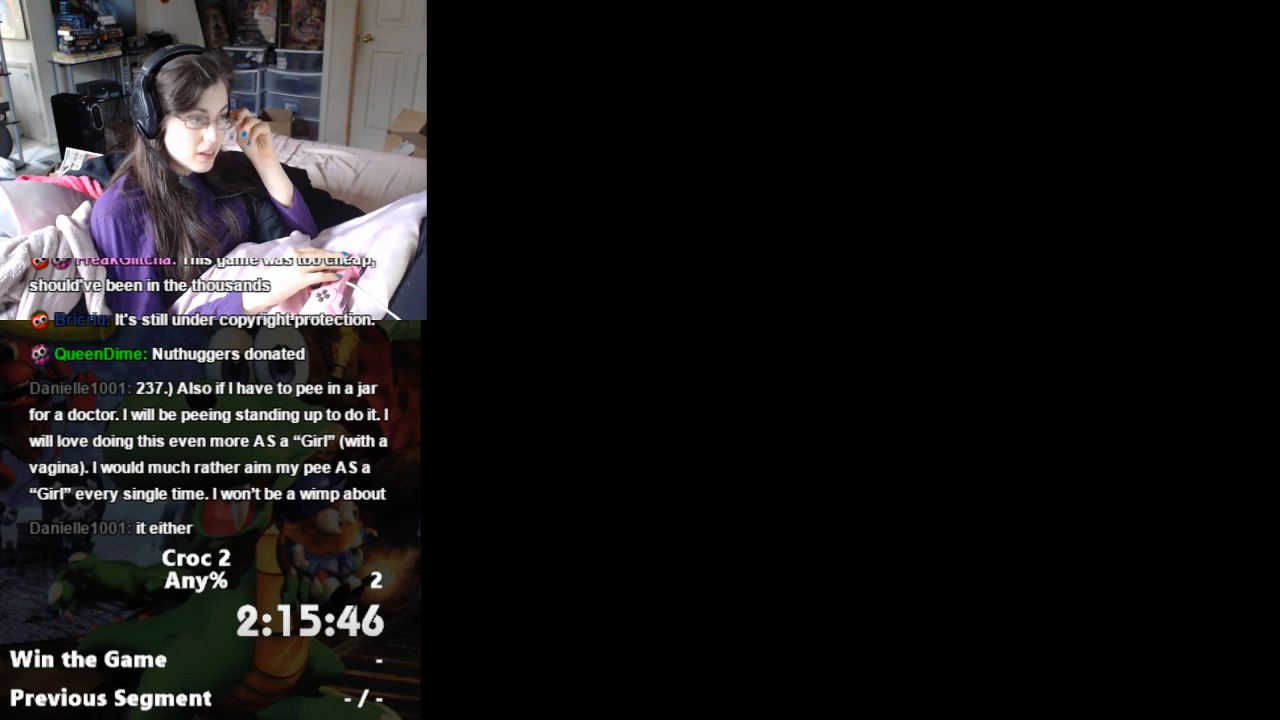 FreakGlitcha: This game was too cheap,
should've been in the thousands
Bricriu: It's still under copyright protection.
QueenDime: Nuthuggers donated
Danielle1001: 237.) Also if I have to pee in a jar
for a doctor. I will be peeing standing up to do it. I
will love doing this even more AS a “Girl” (with a
vagina). I would much rather aim my pee AS a
“Girl” every single time. I won't be a wimp about
Danielle1001: it either
Croc 2
Any% 2
2:15:46
Win the Game -
Previous Segment - / -